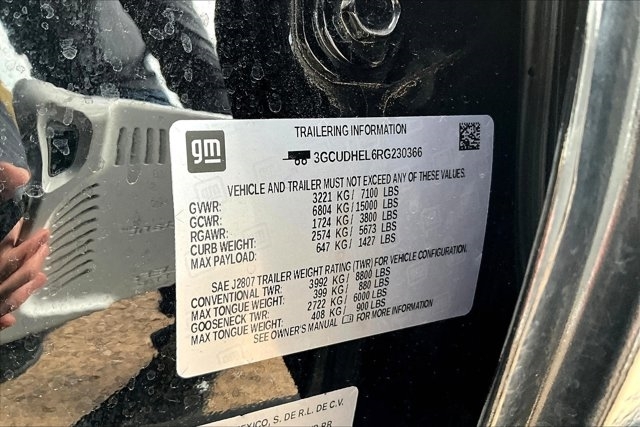 gm
TRAILERING INFORMATION
3GCUDHEL6RG230366
VEHICLE AND TRAILER MUST NOT EXCEED ANY OF THESE VALUES.
GVWR: 3221 KG/ 7100 LBS
GCWR: 6804 KG/ 15000 LBS
RGAWR: 1724 KG/ 3800 LBS
CURB WEIGHT: 2574 KG/ 5673 LBS
MAX PAYLOAD: 647 KG/ 1427 LBS
SAE J2807 TRAILER WEIGHT RATING (TWR) FOR VEHICLE CONFIGURATION.
CONVENTIONAL TWR: 3992 KG/ 8800 LBS
MAX TONGUE WEIGHT: 399 KG/ 880 LBS
GOOSENECK TWR: 2722 KG/ 6000 LBS
MAX TONGUE WEIGHT: 408 KG/ 900 LBS
SEE OWNER'S MANUAL FOR MORE INFORMATION
MEXICO, S. DE R.L. DE C.V.